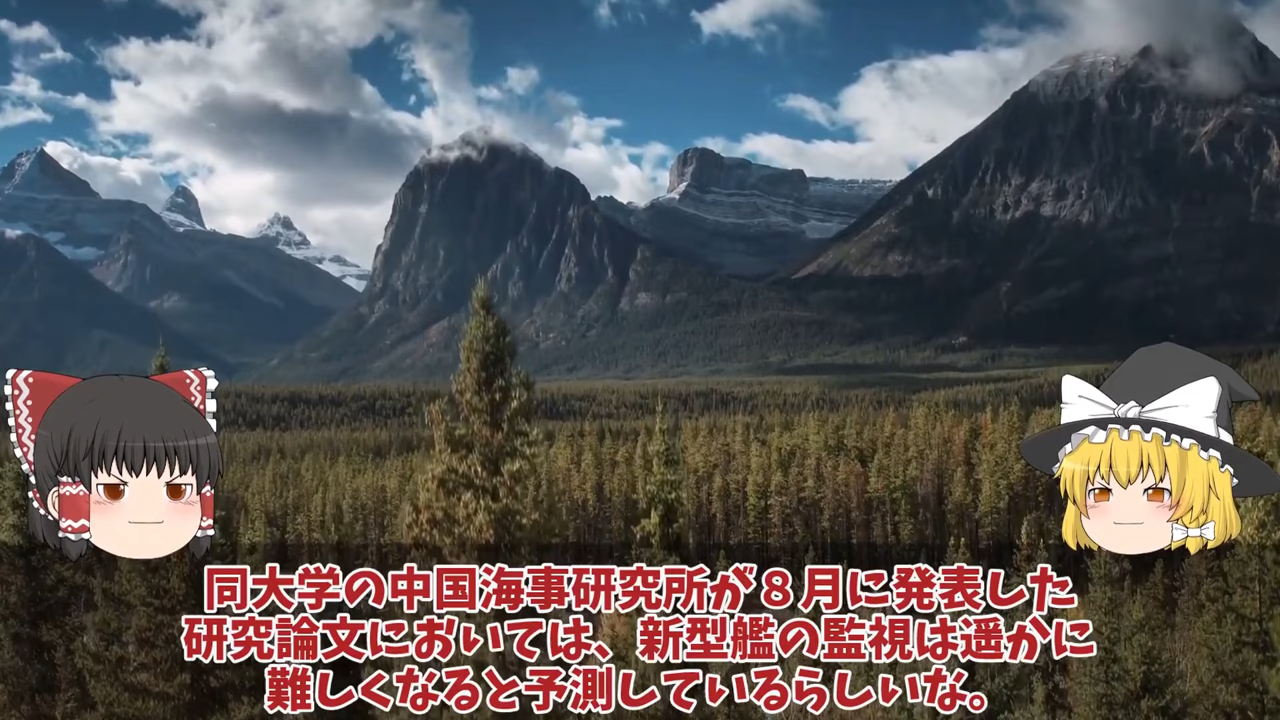 同大学の中国海事研究所が８月に発表した
研究論文においては、新型艦の監視は遥かに
難しくなると予測しているらしいな。